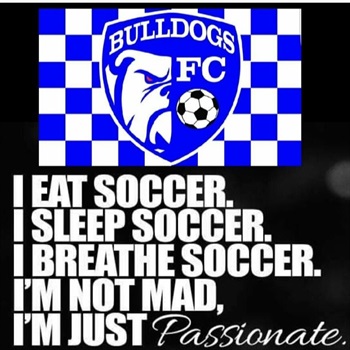 BULLDOGS
FC
I EAT SOCCER.
I SLEEP SOCCER.
I BREATHE SOCCER.
I'M NOT MAD,
I'M JUST Passionate.